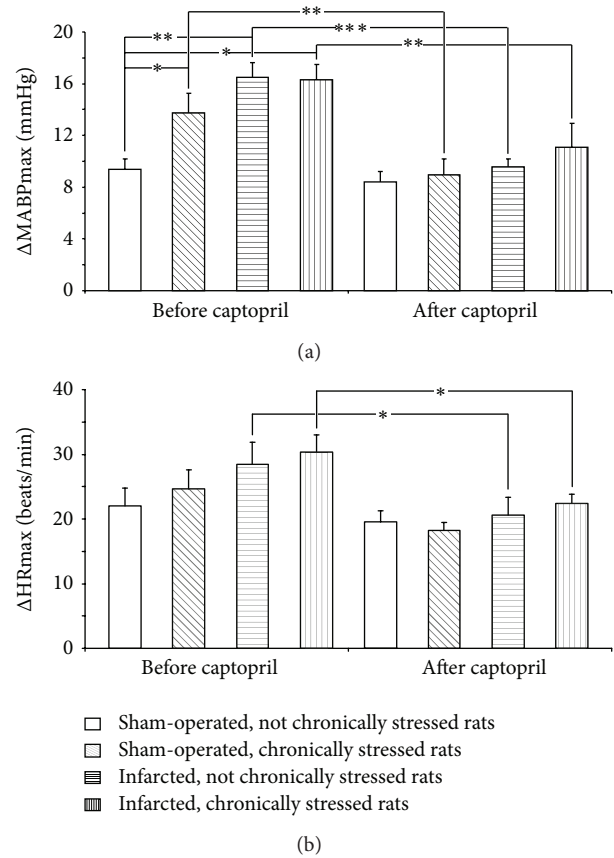 20
16
12
8
4
0
ΔMABPmax (mmHg)
**
***
**
*
**
*
Before captopril
After captopril
(a)
40
30
20
10
0
ΔHRmax (beats/min)
*
*
Before captopril
After captopril
Sham-operated, not chronically stressed rats
Sham-operated, chronically stressed rats
Infarcted, not chronically stressed rats
Infarcted, chronically stressed rats
(b)